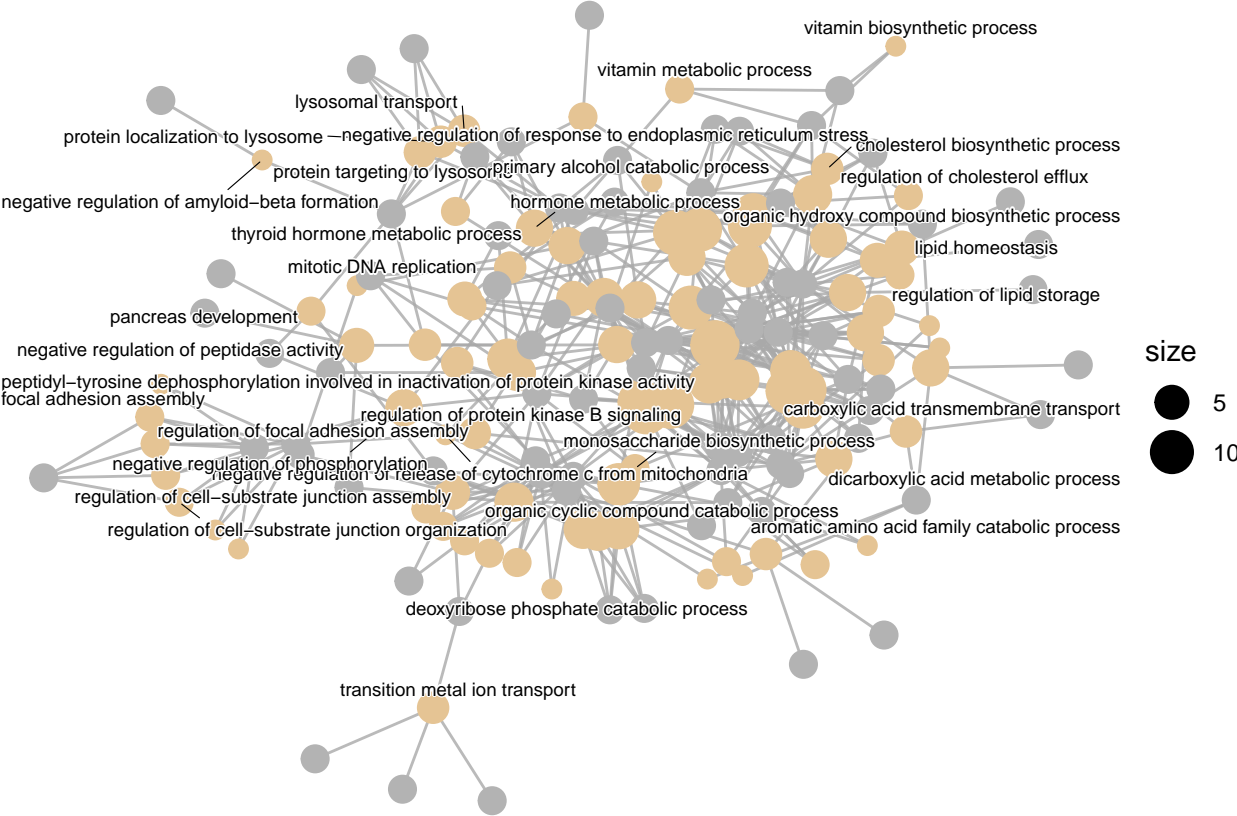 vitamin biosynthetic process
vitamin metabolic process
lysosomal transport
protein localization to lysosome
negative regulation of response to endoplasmic reticulum stress
cholesterol biosynthetic process
protein targeting to lysosome
primary alcohol catabolic process
regulation of cholesterol efflux
negative regulation of amyloid−beta formation
hormone metabolic process
organic hydroxy compound biosynthetic process
thyroid hormone metabolic process
lipid homeostasis
mitotic DNA replication
regulation of lipid storage
pancreas development
negative regulation of peptidase activity
size
peptidyl−tyrosine dephosphorylation involved in inactivation of protein kinase activity
focal adhesion assembly
5
carboxylic acid transmembrane transport
regulation of protein kinase B signaling
regulation of focal adhesion assembly
monosaccharide biosynthetic process
10
negative regulation of phosphorylation
negative regulation of release of cytochrome c from mitochondria
dicarboxylic acid metabolic process
regulation of cell−substrate junction assembly
organic cyclic compound catabolic process
regulation of cell−substrate junction organization
aromatic amino acid family catabolic process
deoxyribose phosphate catabolic process
transition metal ion transport